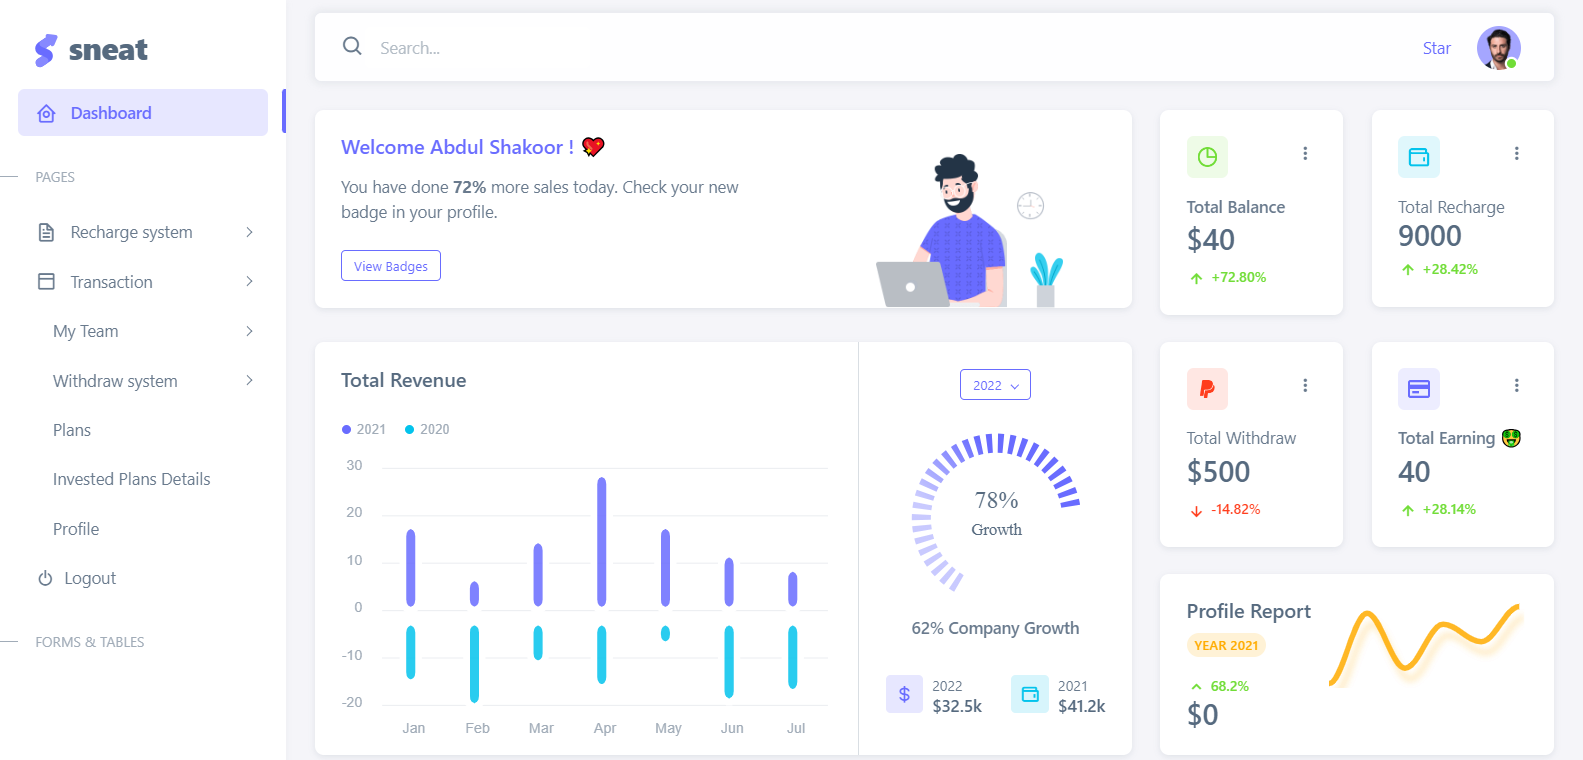 sneat
Dashboard
PAGES
Recharge system
Transaction
My Team
Withdraw system
Plans
Invested Plans Details
Profile
Logout
FORMS & TABLES
Search...
Star
Welcome Abdul Shakoor ! 💖
You have done 72% more sales today. Check your new
badge in your profile.
View Badges
Total Balance
$40
+72.80%
Total Recharge
9000
+28.42%
Total Revenue
2021
2020
30
20
10
0
-10
-20
Jan Feb Mar Apr May Jun Jul
2022
78%
Growth
62% Company Growth
$
2022
$32.5k
2021
$41.2k
Total Withdraw
$500
-14.82%
Total Earning 🤑
40
+28.14%
Profile Report
YEAR 2021
68.2%
$0